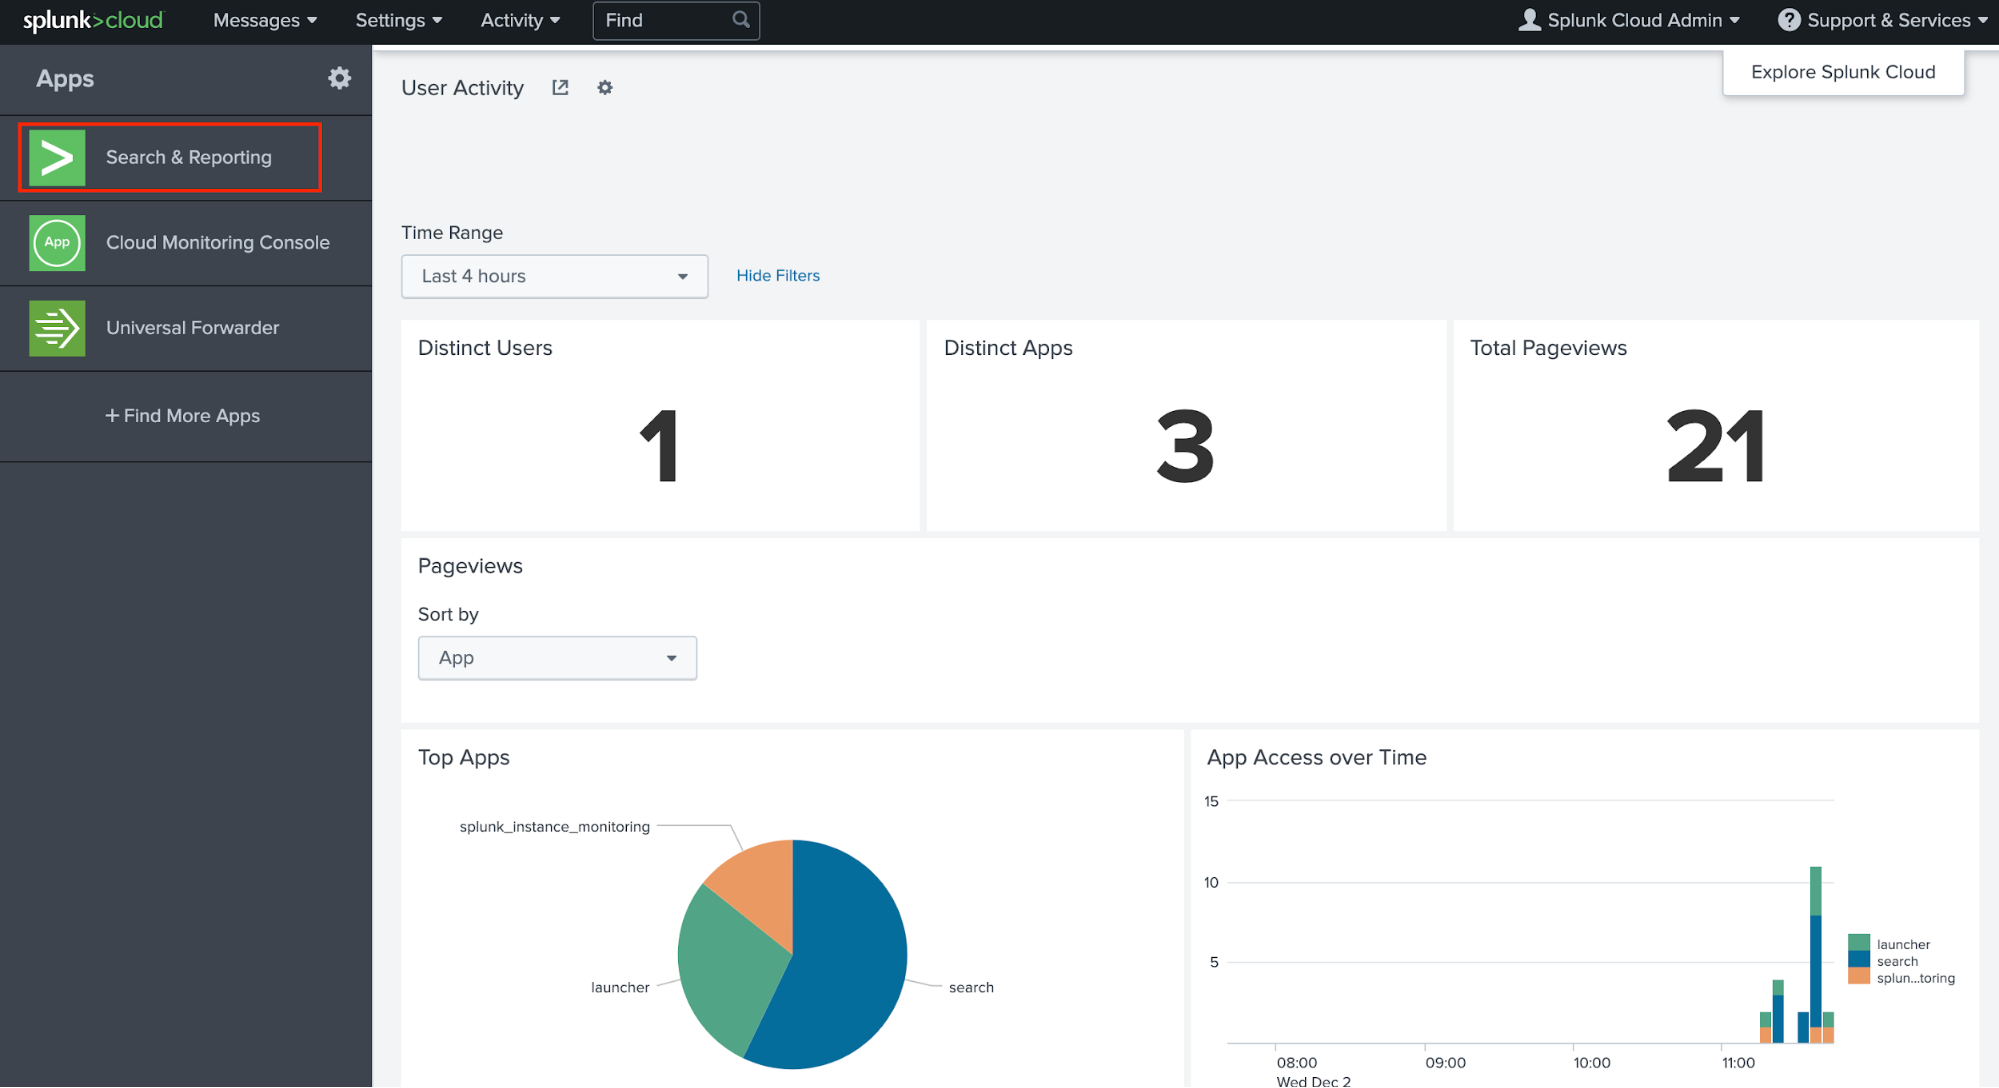 splunk>cloud Messages Settings Activity Find Splunk Cloud Admin ? Support & Services
Explore Splunk Cloud
Apps
> Search & Reporting
App Cloud Monitoring Console
Universal Forwarder
+ Find More Apps
User Activity
Time Range
Last 4 hours Hide Filters
Distinct Users Distinct Apps Total Pageviews
1 3 21
Pageviews
Sort by
App
Top Apps
splunk_instance_monitoring
launcher
search
App Access over Time
15
10
5
launcher
search
splun...toring
08:00 09:00 10:00 11:00
Wed Dec 2